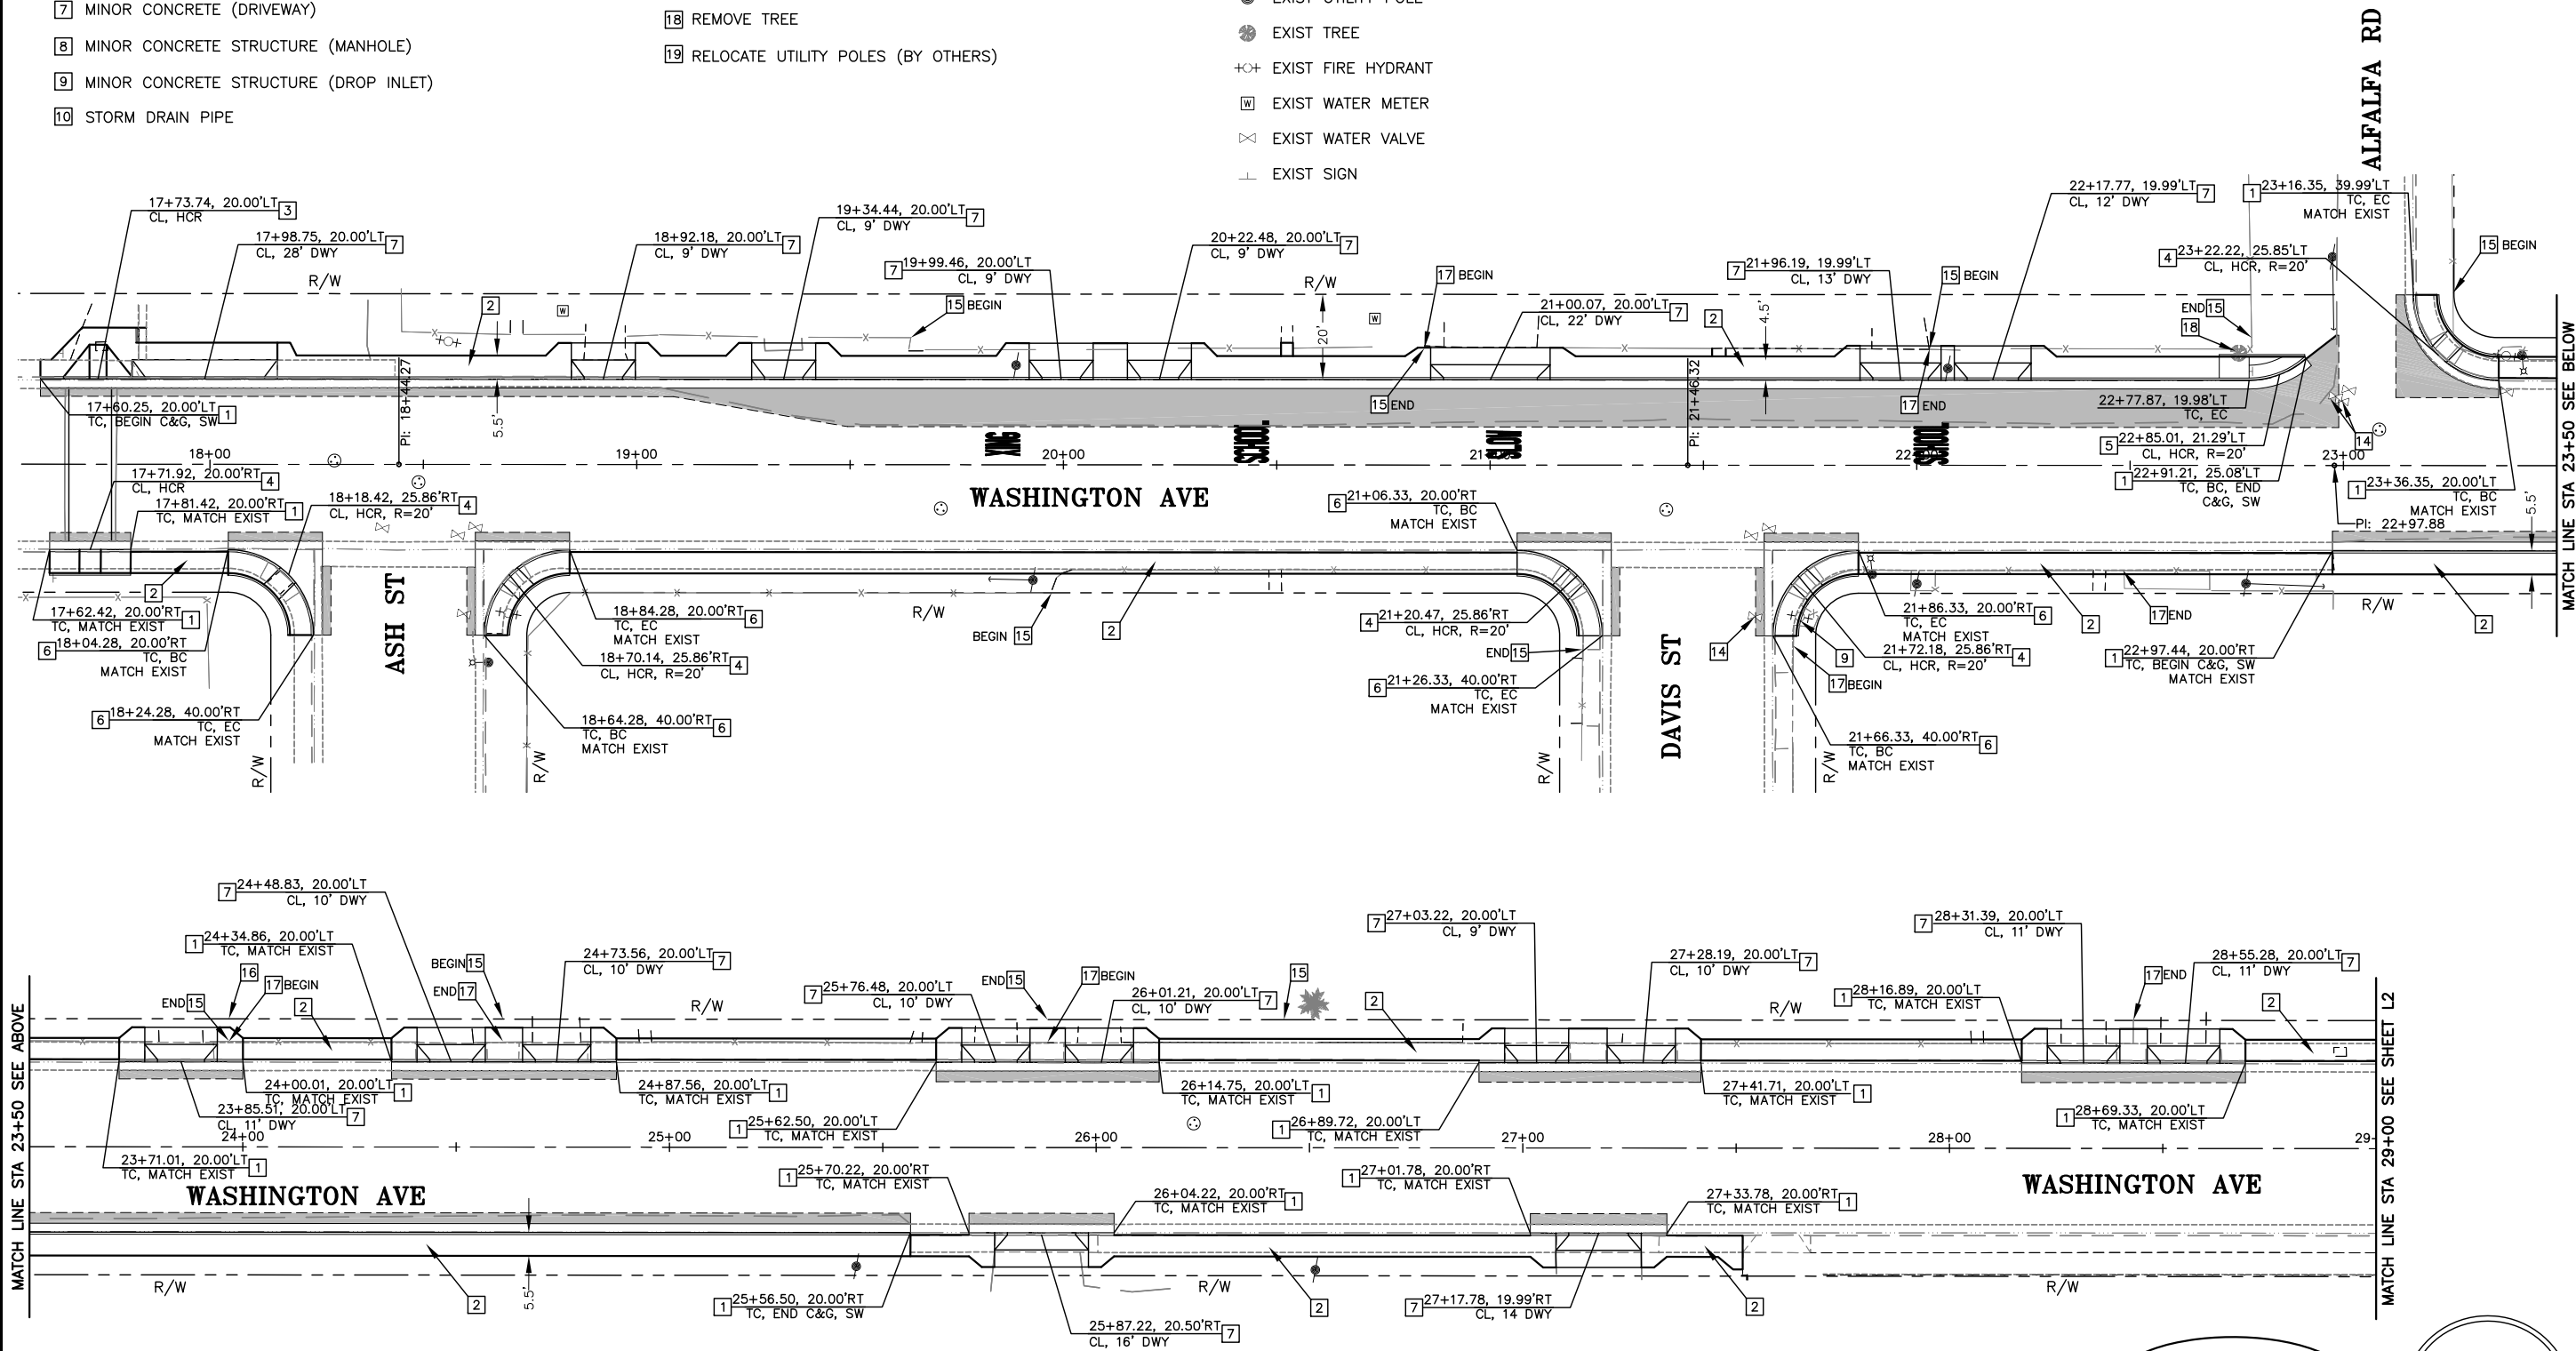 7 MINOR CONCRETE (DRIVEWAY)
8 MINOR CONCRETE STRUCTURE (MANHOLE)
9 MINOR CONCRETE STRUCTURE (DROP INLET)
10 STORM DRAIN PIPE
18 REMOVE TREE
19 RELOCATE UTILITY POLES (BY OTHERS)
EXIST UTILITY POLE
EXIST TREE
EXIST FIRE HYDRANT
W EXIST WATER METER
EXIST WATER VALVE
EXIST SIGN
ALFALFA RD
17+73.74, 20.00'LT 3
CL, HCR
17+98.75, 20.00'LT 7
CL, 28' DWY
R/W
2
W
18+92.18, 20.00'LT 7
CL, 9' DWY
19+34.44, 20.00'LT 7
CL, 9' DWY
7 19+99.46, 20.00'LT
CL, 9' DWY
15 BEGIN
20+22.48, 20.00'LT 7
CL, 9' DWY
R/W
20'
W
17 BEGIN
21+00.07, 20.00'LT 7
CL, 22' DWY
2
4.5'
7 21+96.19, 19.99'LT
CL, 13' DWY
15 BEGIN
22+17.77, 19.99'LT 7
CL, 12' DWY
1 23+16.35, 39.99'LT
TC, EC
MATCH EXIST
4 23+22.22, 25.85'LT
CL, HCR, R=20'
15 BEGIN
END 15
18
17+60.25, 20.00'LT 1
TC, BEGIN C&G, SW
PI: 18+44.27
5.5'
15 END
PI: 21+46.32
17 END
22+77.87, 19.98'LT
TC, EC
5 22+85.01, 21.29'LT
CL, HCR, R=20'
14
1 22+91.21, 25.08'LT
TC, BC, END
C&G, SW
1 23+36.35, 20.00'LT
TC, BC
MATCH EXIST
PI: 22+97.88
5.5'
MATCH LINE STA 23+50 SEE BELOW
XING
SCHOOL
SLOW
SCHOOL
18+00
19+00
20+00
21+00
22+00
23+00
WASHINGTON AVE
17+71.92, 20.00'RT 4
CL, HCR
17+81.42, 20.00'RT 1
TC, MATCH EXIST
18+18.42, 25.86'RT 4
CL, HCR, R=20'
6 21+06.33, 20.00'RT
TC, BC
MATCH EXIST
2
17+62.42, 20.00'RT 1
TC, MATCH EXIST
6 18+04.28, 20.00'RT
TC, BC
MATCH EXIST
6 18+24.28, 40.00'RT
TC, EC
MATCH EXIST
R/W
ASH ST
R/W
18+84.28, 20.00'RT 6
TC, EC
MATCH EXIST
18+70.14, 25.86'RT 4
CL, HCR, R=20'
18+64.28, 40.00'RT 6
TC, BC
MATCH EXIST
R/W
BEGIN 15
2
4 21+20.47, 25.86'RT
CL, HCR, R=20'
END 15
6 21+26.33, 40.00'RT
TC, EC
MATCH EXIST
R/W
DAVIS ST
14
R/W
9
17 BEGIN
21+86.33, 20.00'RT 6
TC, EC
MATCH EXIST
21+72.18, 25.86'RT 4
CL, HCR, R=20'
21+66.33, 40.00'RT 6
TC, BC
MATCH EXIST
2
17 END
1 22+97.44, 20.00'RT
TC, BEGIN C&G, SW
MATCH EXIST
R/W
2
MATCH LINE STA 23+50 SEE ABOVE
7 24+48.83, 20.00'LT
CL, 10' DWY
1 24+34.86, 20.00'LT
TC, MATCH EXIST
16
END 15
17 BEGIN
2
BEGIN 15
END 17
24+73.56, 20.00'LT 7
CL, 10' DWY
R/W
7 25+76.48, 20.00'LT
CL, 10' DWY
END 15
17 BEGIN
26+01.21, 20.00'LT 7
CL, 10' DWY
15
2
7 27+03.22, 20.00'LT
CL, 9' DWY
27+28.19, 20.00'LT 7
CL, 10' DWY
R/W
1 28+16.89, 20.00'LT
TC, MATCH EXIST
7 28+31.39, 20.00'LT
CL, 11' DWY
17 END
28+55.28, 20.00'LT 7
CL, 11' DWY
2
24+00.01, 20.00'LT 1
TC, MATCH EXIST
23+85.51, 20.00'LT 7
CL, 11' DWY
23+71.01, 20.00'LT 1
TC, MATCH EXIST
24+87.56, 20.00'LT 1
TC, MATCH EXIST
1 25+62.50, 20.00'LT
TC, MATCH EXIST
26+14.75, 20.00'LT 1
TC, MATCH EXIST
1 26+89.72, 20.00'LT
TC, MATCH EXIST
27+41.71, 20.00'LT 1
TC, MATCH EXIST
1 28+69.33, 20.00'LT
TC, MATCH EXIST
24+00
25+00
26+00
27+00
28+00
29
WASHINGTON AVE
WASHINGTON AVE
1 25+70.22, 20.00'RT
TC, MATCH EXIST
26+04.22, 20.00'RT 1
TC, MATCH EXIST
1 27+01.78, 20.00'RT
TC, MATCH EXIST
27+33.78, 20.00'RT 1
TC, MATCH EXIST
R/W
2
5.5'
1 25+56.50, 20.00'RT
TC, END C&G, SW
25+87.22, 20.50'RT 7
CL, 16' DWY
R/W
2
7 27+17.78, 19.99'RT
CL, 14 DWY
2
R/W
MATCH LINE STA 29+00 SEE SHEET L2